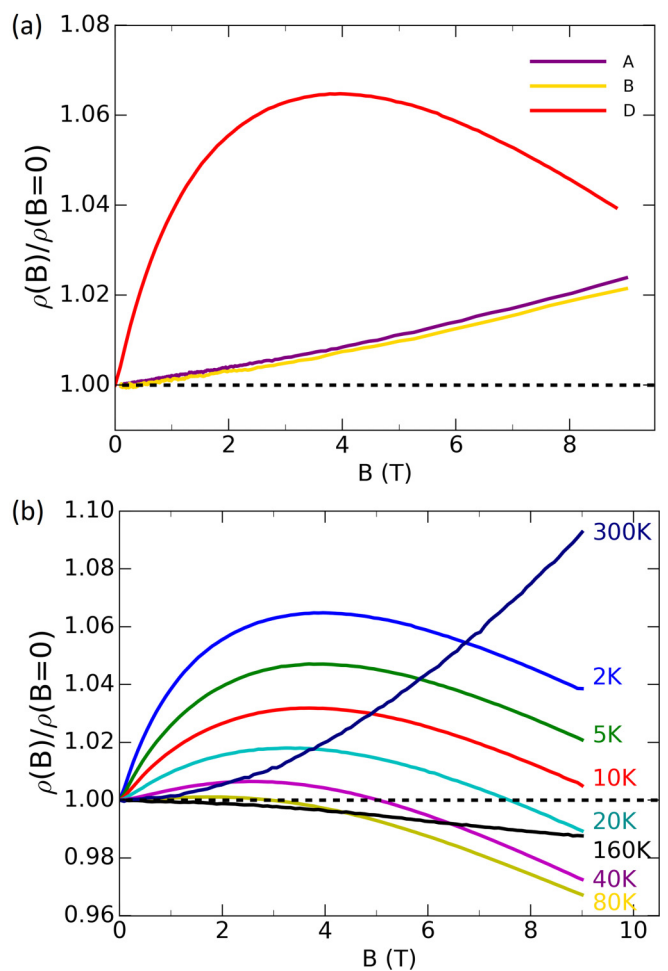 (a)
1.08
1.06
1.04
1.02
1.00
ρ(B)/ρ(B=0)
A
B
D
0 2 4 6 8
B (T)
(b)
1.10
1.08
1.06
1.04
1.02
1.00
0.98
0.96
ρ(B)/ρ(B=0)
300K
2K
5K
10K
20K
160K
40K
80K
0 2 4 6 8 10
B (T)